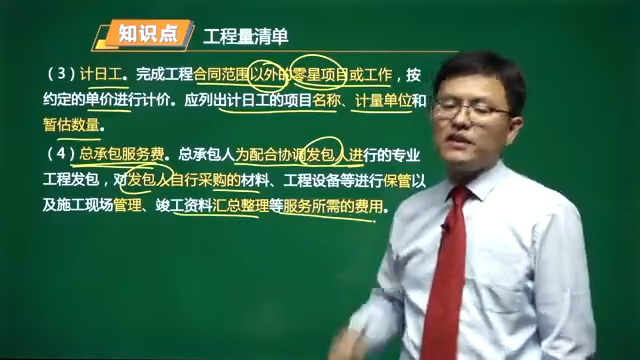 知识点 工程量清单
（3）计日工。完成工程合同范围以外的零星项目或工作，按
约定的单价进行计价。应列出计日工的项目名称、计量单位和
暂估数量。
（4）总承包服务费。总承包人为配合协调发包人进行的专业
工程发包，对发包人自行采购的材料、工程设备等进行保管以
及施工现场管理、竣工资料汇总整理等服务所需的费用。